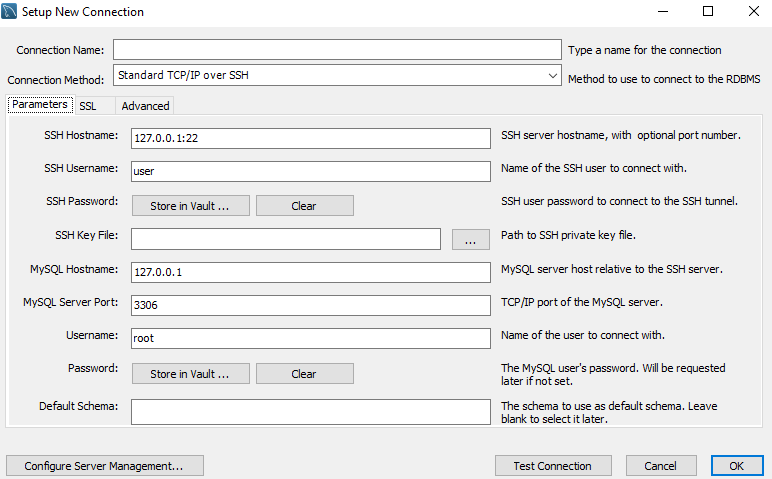 Setup New Connection
Connection Name: Type a name for the connection
Connection Method: Standard TCP/IP over SSH Method to use to connect to the RDBMS
Parameters SSL Advanced
SSH Hostname: 127.0.0.1:22 SSH server hostname, with optional port number.
SSH Username: user Name of the SSH user to connect with.
SSH Password: Store in Vault ... Clear SSH user password to connect to the SSH tunnel.
SSH Key File: ... Path to SSH private key file.
MySQL Hostname: 127.0.0.1 MySQL server host relative to the SSH server.
MySQL Server Port: 3306 TCP/IP port of the MySQL server.
Username: root Name of the user to connect with.
Password: Store in Vault ... Clear The MySQL user's password. Will be requested
later if not set.
Default Schema: The schema to use as default schema. Leave
blank to select it later.
Configure Server Management... Test Connection Cancel OK